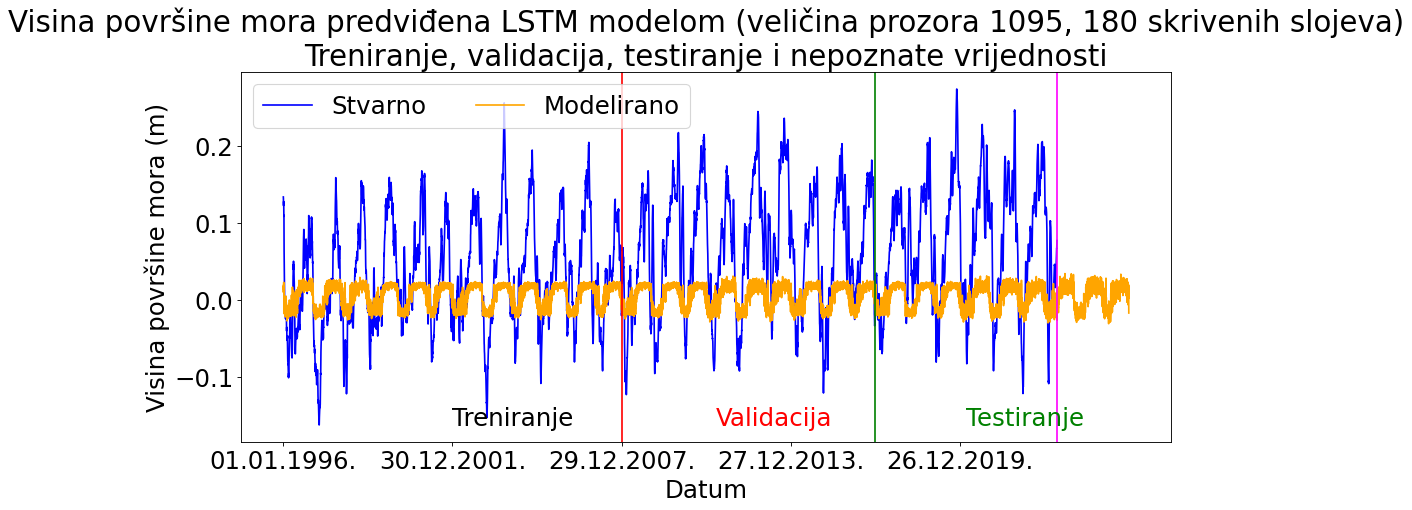 Visina površine mora predviđena LSTM modelom (veličina prozora 1095, 180 skrivenih slojeva)
Treniranje, validacija, testiranje i nepoznate vrijednosti
Stvarno Modelirano
Visina površine mora (m)
0.2
0.1
0.0
−0.1
Treniranje Validacija Testiranje
01.01.1996. 30.12.2001. 29.12.2007. 27.12.2013. 26.12.2019.
Datum